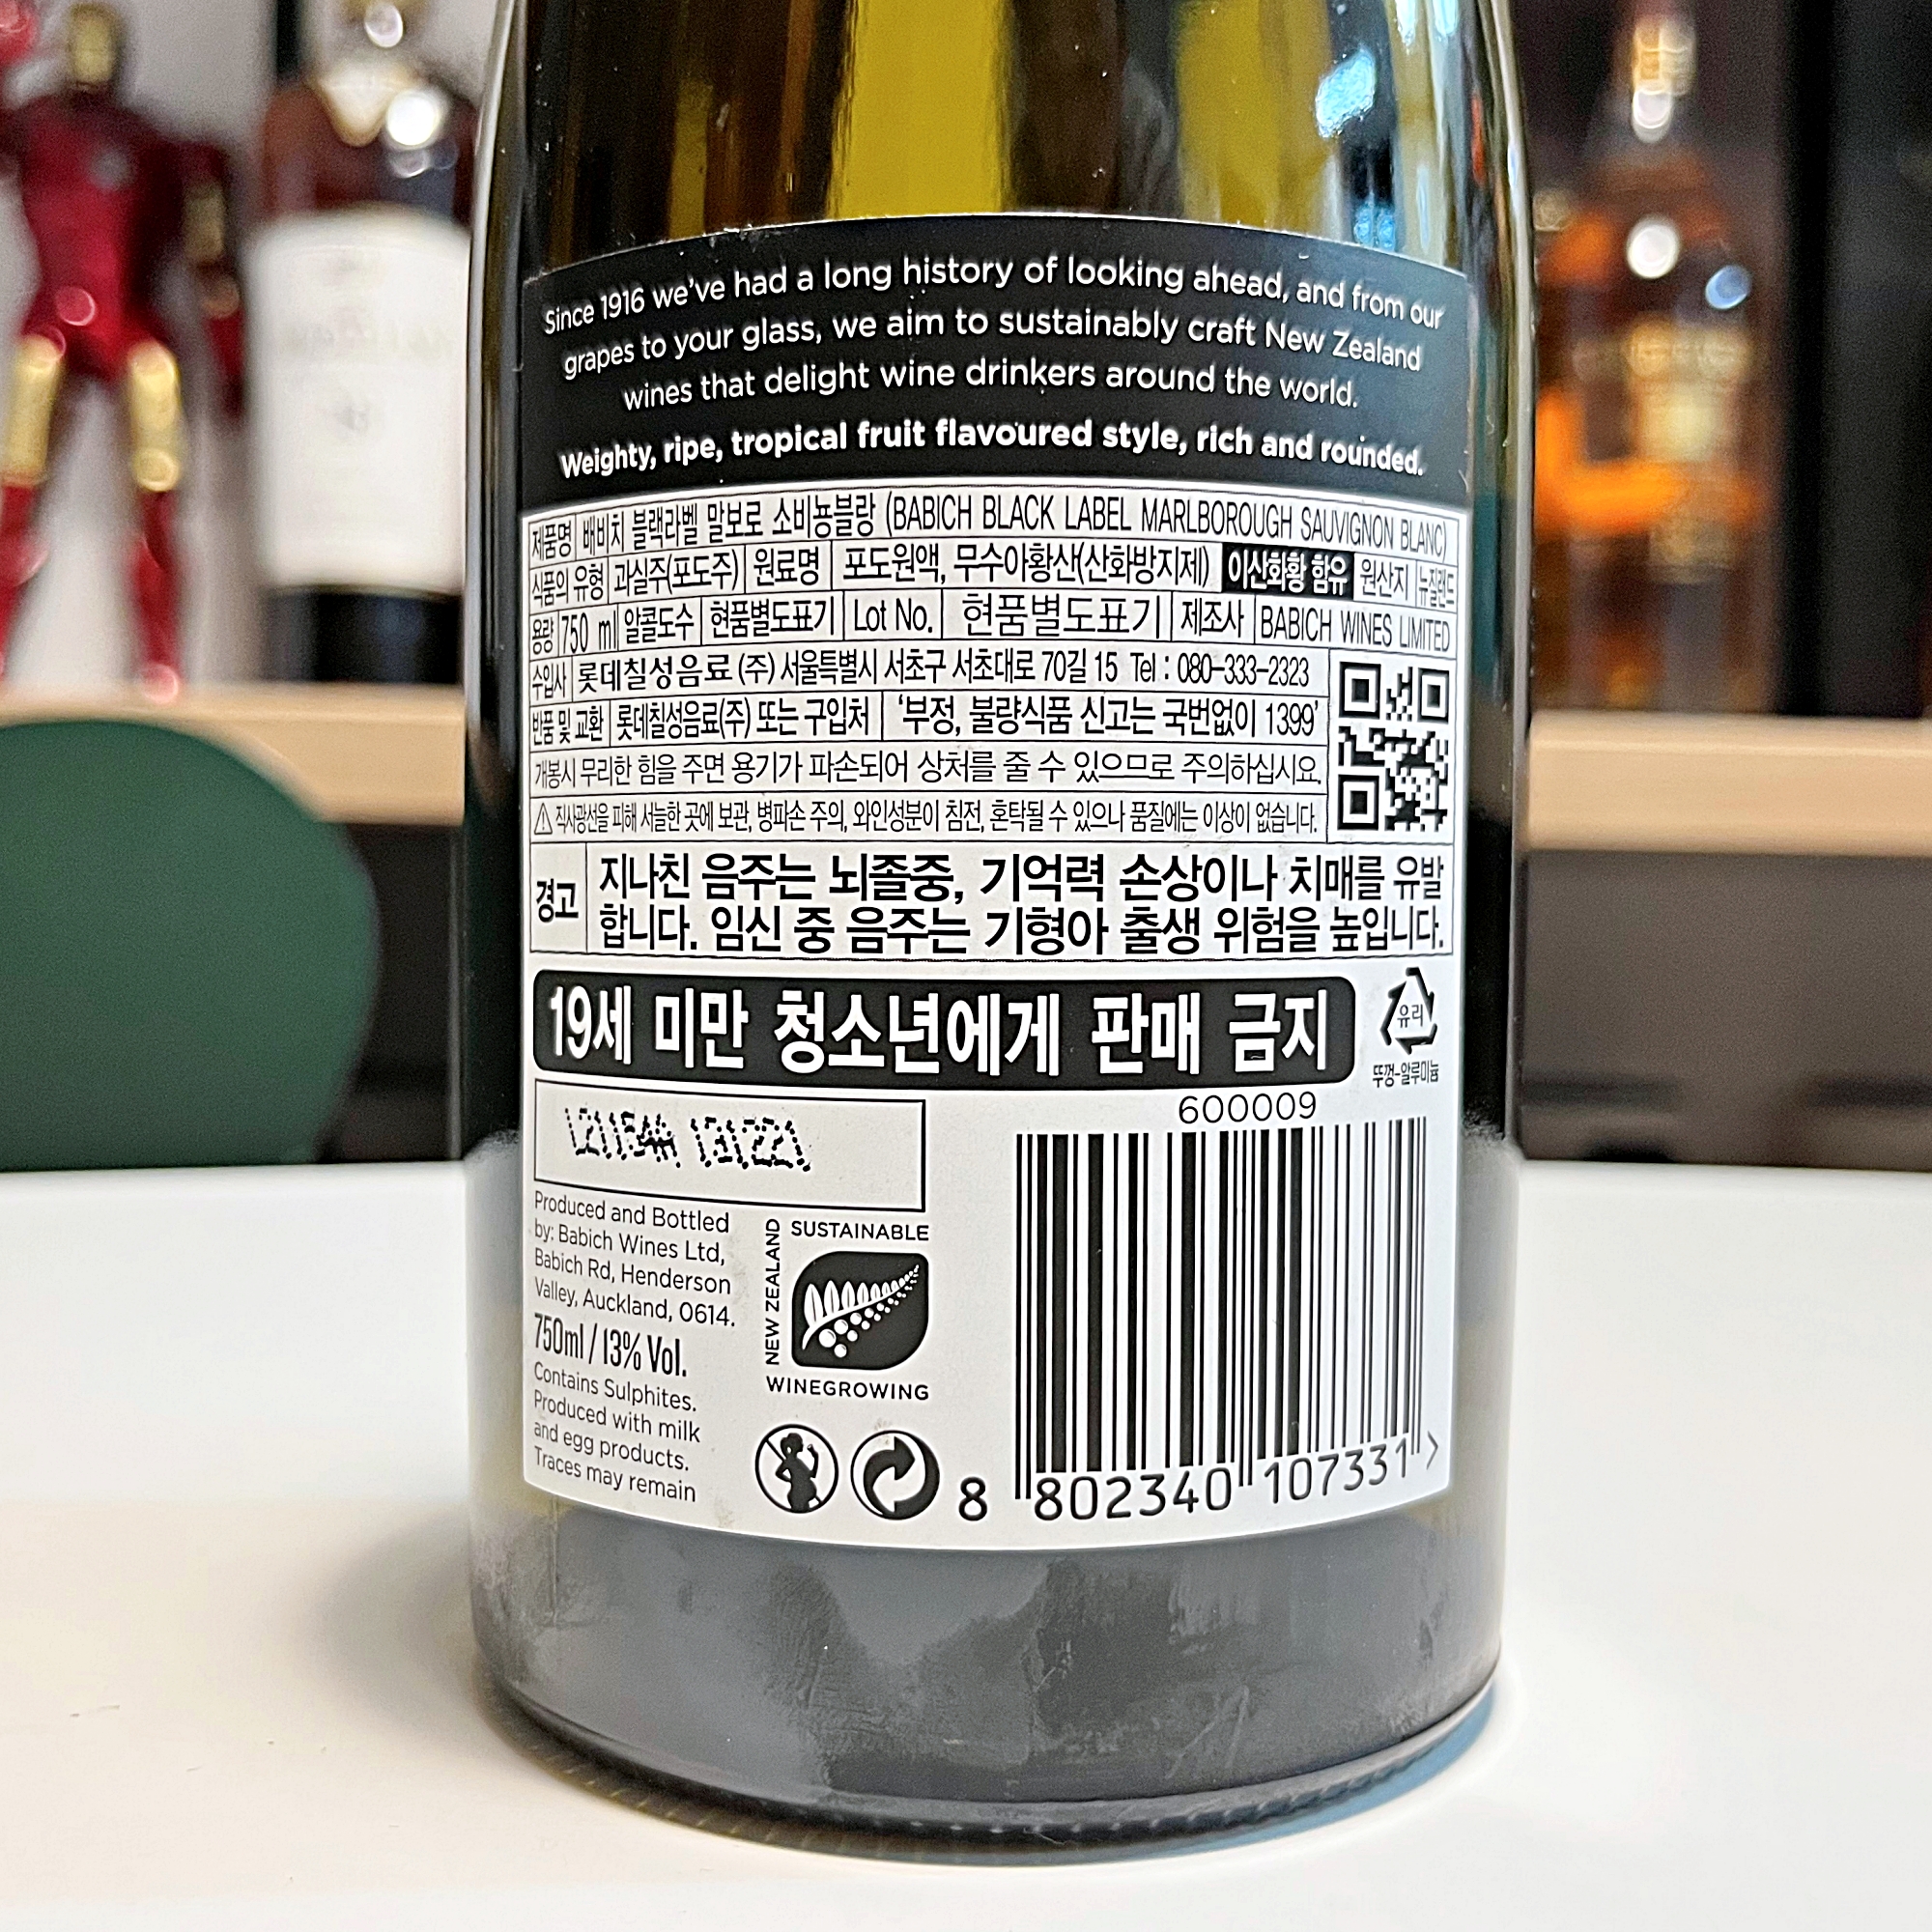 Since 1916 we've had a long history of looking ahead, and from our
grapes to your glass, we aim to sustainably craft New Zealand
wines that delight wine drinkers around the world.
Weighty, ripe, tropical fruit flavoured style, rich and rounded.
제품명 배비치 블랙라벨 말보로 소비뇽블랑 (BABICH BLACK LABEL MARLBOROUGH SAUVIGNON BLANC)
식품의 유형 과실주(포도주) 원료명 포도원액, 무수아황산(산화방지제) 이산화황 함유 원산지 뉴질랜드
용량 750 ml 알콜도수 현품별도표기 Lot No. 현품별도표기 제조사 BABICH WINES LIMITED
수입사 롯데칠성음료 (주) 서울특별시 서초구 서초대로 70길 15 Tel : 080-333-2323
반품 및 교환 롯데칠성음료(주) 또는 구입처 '부정, 불량식품 신고는 국번없이 1399'
개봉시 무리한 힘을 주면 용기가 파손되어 상처를 줄 수 있으므로 주의하십시요.
직사광선을 피해 서늘한 곳에 보관, 병파손 주의, 와인성분이 침전, 혼탁될 수 있으나 품질에는 이상이 없습니다.
경고 지나친 음주는 뇌졸중, 기억력 손상이나 치매를 유발
합니다. 임신 중 음주는 기형아 출생 위험을 높입니다.
19세 미만 청소년에게 판매 금지
유리
뚜껑-알루미늄
600009
131221
Produced and Bottled
by: Babich Wines Ltd,
Babich Rd, Henderson
Valley, Auckland, 0614.
750ml / 13% Vol.
Contains Sulphites.
Produced with milk
and egg products.
Traces may remain
NEW ZEALAND
SUSTAINABLE
WINEGROWING
8 802340 107331 >